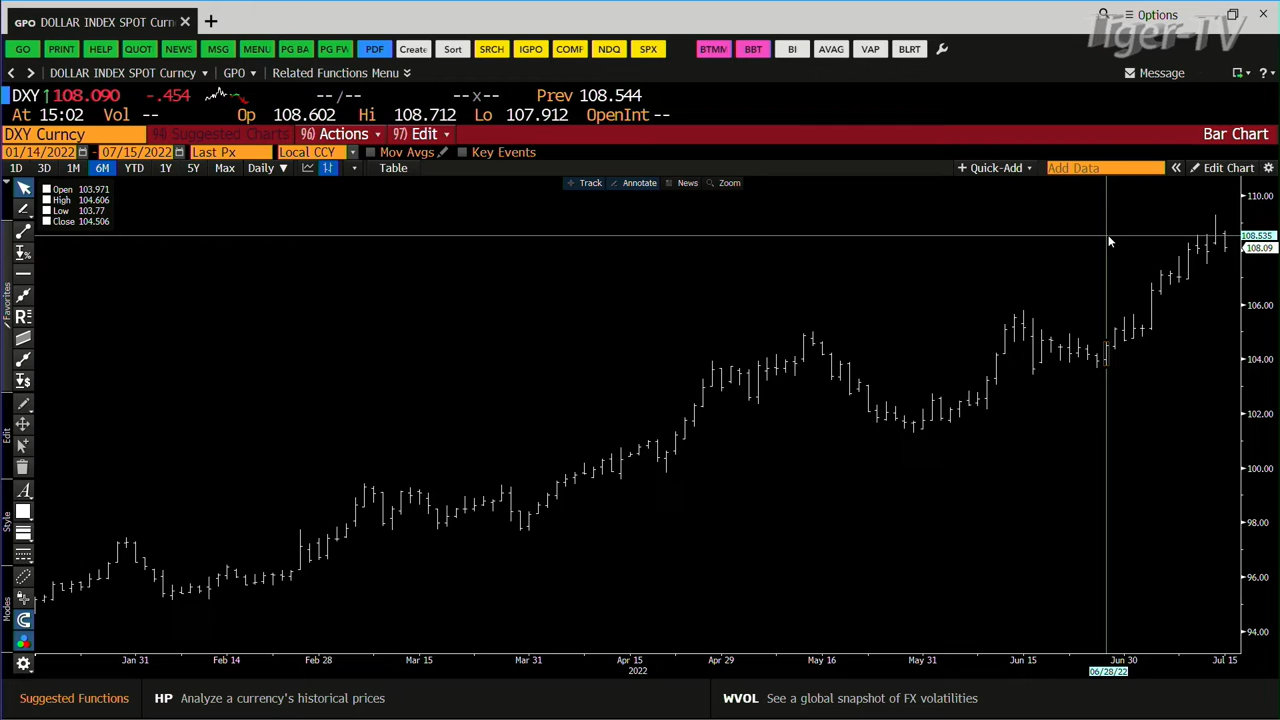 GPO DOLLAR INDEX SPOT Curn
Options
Tiger-TV
GO PRINT HELP QUOT NEWS MSG MENU PG BA PG FW PDF Create Sort SRCH IGPO COMF NDQ SPX BTMM BBT BI AVAG VAP BLRT
DOLLAR INDEX SPOT Curncy GPO Related Functions Menu Message
DXY 108.090 -.454 --/-- --x-- Prev 108.544
At 15:02 Vol -- Op 108.602 Hi 108.712 Lo 107.912 OpenInt --
DXY Curncy 94) Suggested Charts 96) Actions 97) Edit Bar Chart
01/14/2022 - 07/15/2022 Last Px Local CCY Mov Avgs Key Events
1D 3D 1M 6M YTD 1Y 5Y Max Daily Table + Quick-Add Add Data Edit Chart
Track Annotate News Zoom
Open 103.971
High 104.606
Low 103.77
Close 104.506
110.00
108.535
108.09
106.00
104.00
102.00
100.00
98.00
96.00
94.00
Favorites
Edit
Style
Modes
Jan 31 Feb 14 Feb 28 Mar 15 Mar 31 Apr 15 Apr 29 May 16 May 31 Jun 15 Jun 30 Jul 15
2022
06/28/22
Suggested Functions HP Analyze a currency's historical prices WVOL See a global snapshot of FX volatilities